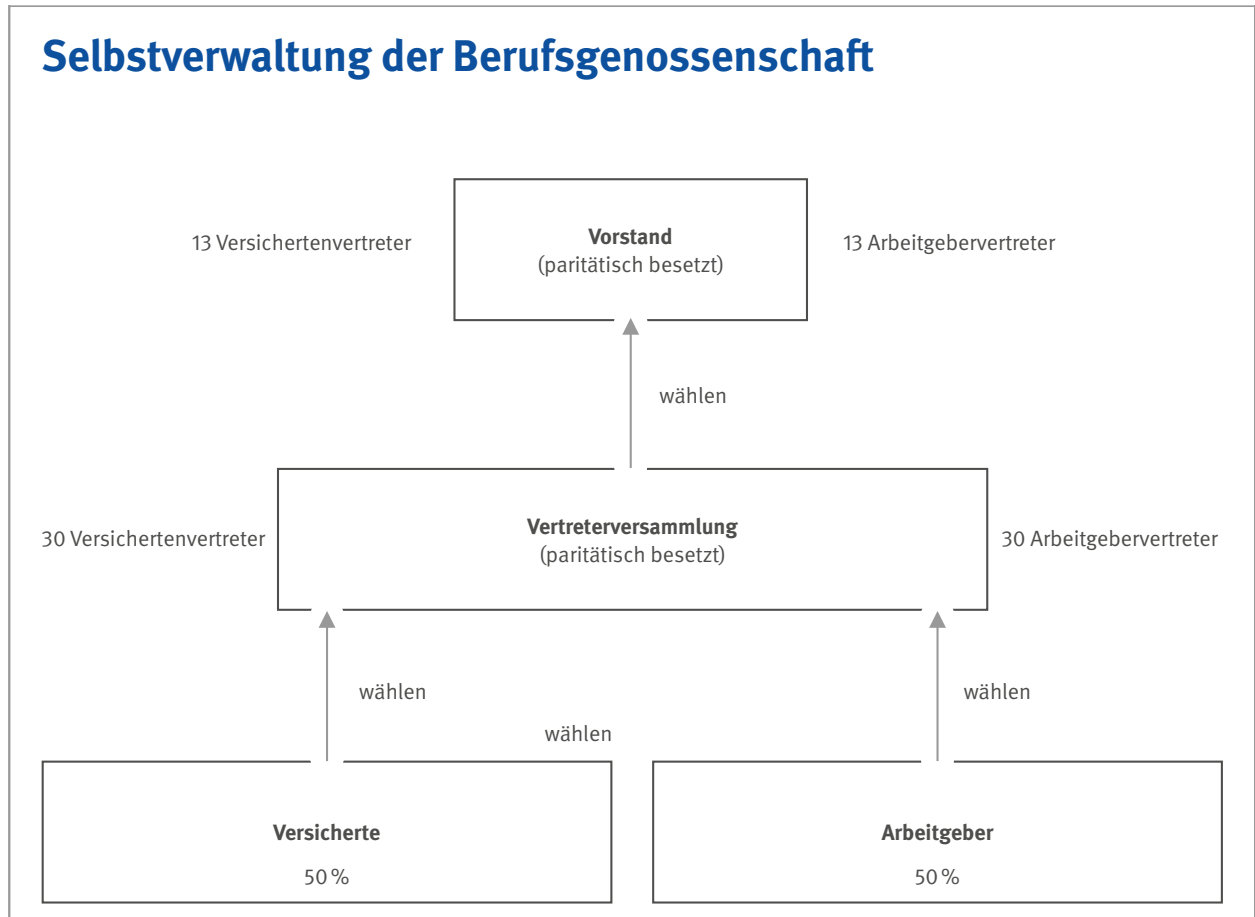 Selbstverwaltung der Berufsgenossenschaft
13 Versichertenvertreter
Vorstand
(paritätisch besetzt)
13 Arbeitgebervertreter
wählen
30 Versichertenvertreter
Vertreterversammlung
(paritätisch besetzt)
30 Arbeitgebervertreter
wählen
wählen
wählen
Versicherte
50 %
Arbeitgeber
50 %